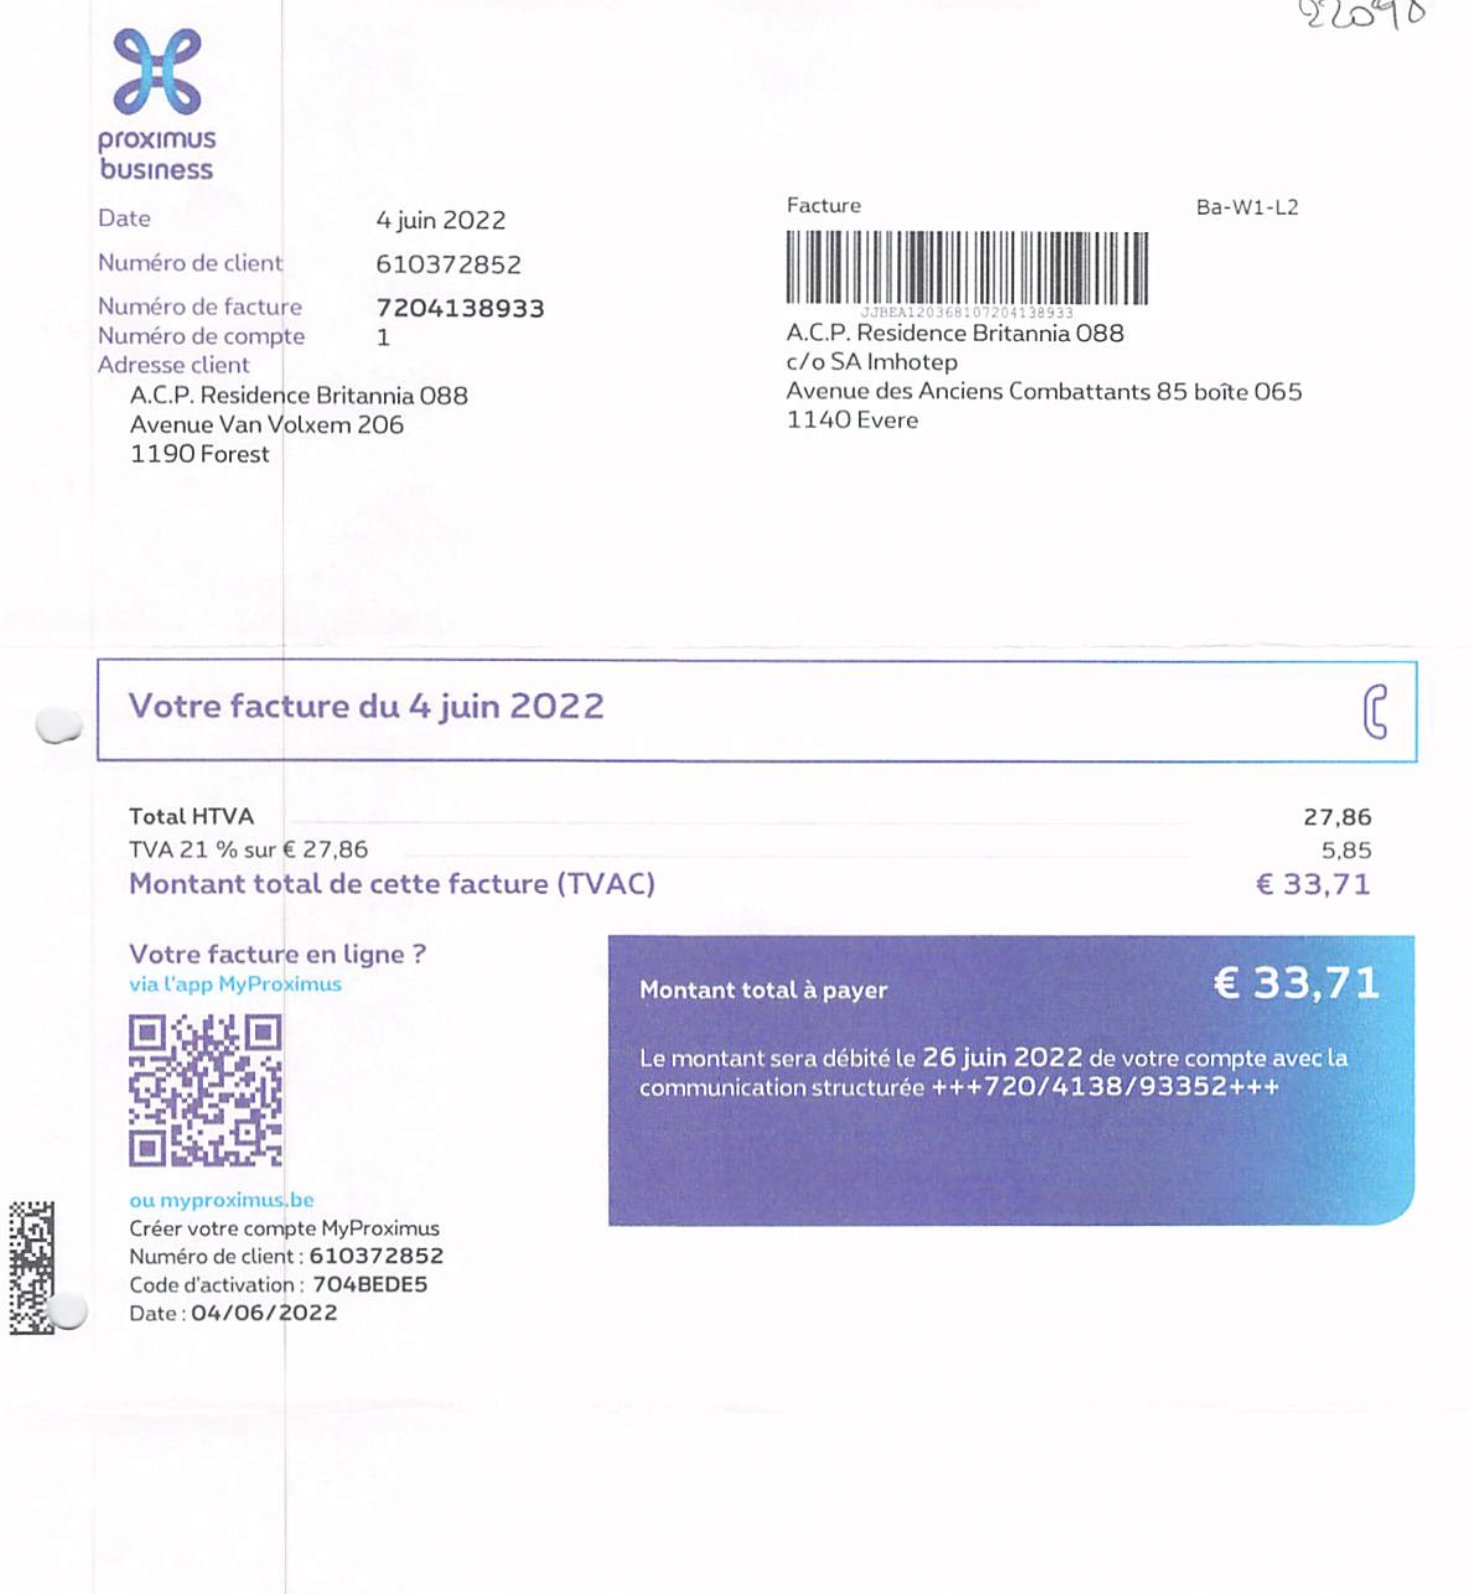 proximus
business
Date 4 juin 2022
Numéro de client 610372852
Numéro de facture 7204138933
Numéro de compte 1
Adresse client
A.C.P. Residence Britannia 088
Avenue Van Volxem 206
1190 Forest
Facture Ba-W1-L2
JJBEA120368107204138933
A.C.P. Residence Britannia 088
c/o SA Imhotep
Avenue des Anciens Combattants 85 boîte 065
1140 Evere
Votre facture du 4 juin 2022
Total HTVA 27,86
TVA 21 % sur € 27,86 5,85
Montant total de cette facture (TVAC) € 33,71
Votre facture en ligne ?
via l'app MyProximus
ou myproximus.be
Créer votre compte MyProximus
Numéro de client : 610372852
Code d'activation : 704BEDE5
Date : 04/06/2022
Montant total à payer € 33,71
Le montant sera débité le 26 juin 2022 de votre compte avec la
communication structurée +++720/4138/93352+++